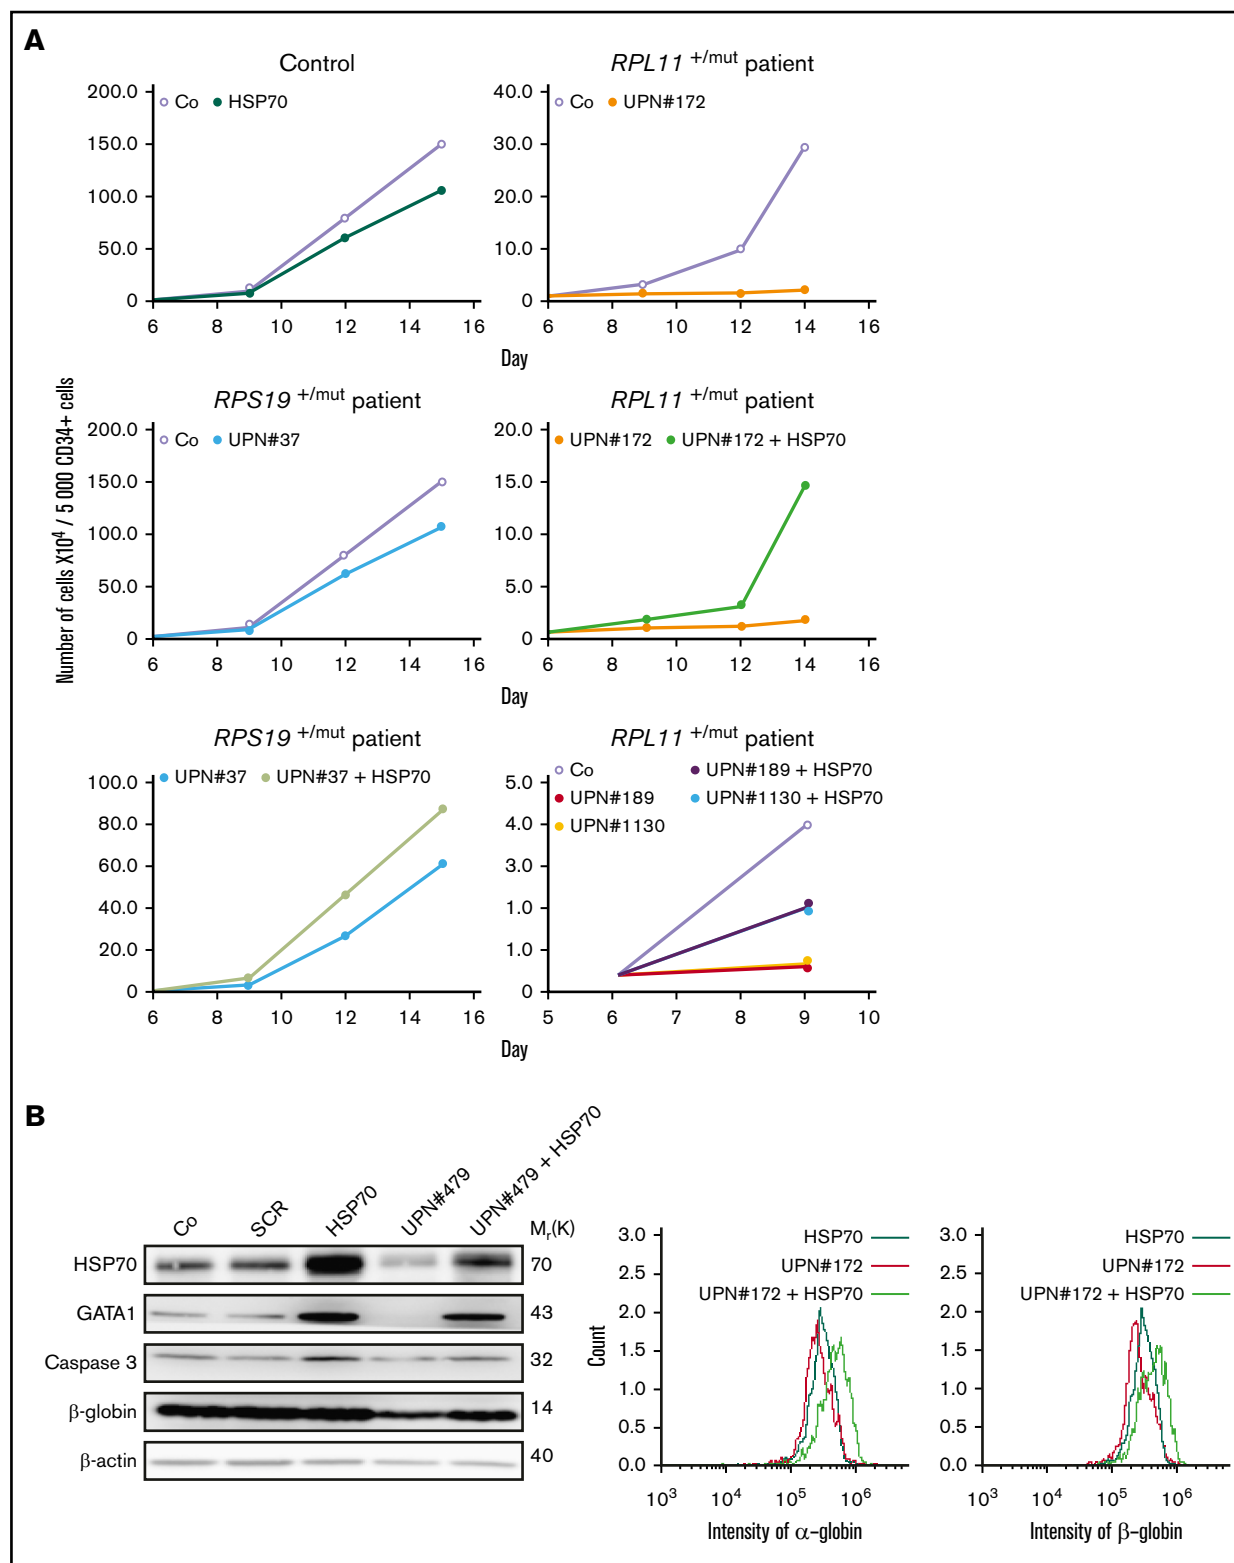 A
Control
200.0
150.0
100.0
50.0
0
Co HSP70
6 8 10 12 14 16
RPL11 +/mut patient
40.0
30.0
20.0
10.0
0
Co UPN#172
6 8 10 12 14 16
Day
Number of cells X10⁴ / 5 000 CD34+ cells
RPS19 +/mut patient
200.0
150.0
100.0
50.0
0
Co UPN#37
6 8 10 12 14 16
RPL11 +/mut patient
20.0
15.0
10.0
5.0
0
UPN#172 UPN#172 + HSP70
6 8 10 12 14 16
Day
RPS19 +/mut patient
100.0
80.0
60.0
40.0
20.0
0
UPN#37 UPN#37 + HSP70
6 8 10 12 14 16
RPL11 +/mut patient
5.0
4.0
3.0
1.0
1.0
0
Co UPN#189 + HSP70
UPN#189 UPN#1130 + HSP70
UPN#1130
5 6 7 8 9 10
Day
B
Co SCR HSP70 UPN#479 UPN#479 + HSP70
Mr(K)
HSP70 70
GATA1 43
Caspase 3 32
β-globin 14
β-actin 40
Count
3.0
2.5
2.0
1.5
1.0
0.5
0.0
HSP70
UPN#172
UPN#172 + HSP70
10³ 10⁴ 10⁵ 10⁶
Intensity of α-globin
3.0
2.5
2.0
1.5
1.0
0.5
0.0
HSP70
UPN#172
UPN#172 + HSP70
10³ 10⁴ 10⁵ 10⁶
Intensity of β-globin